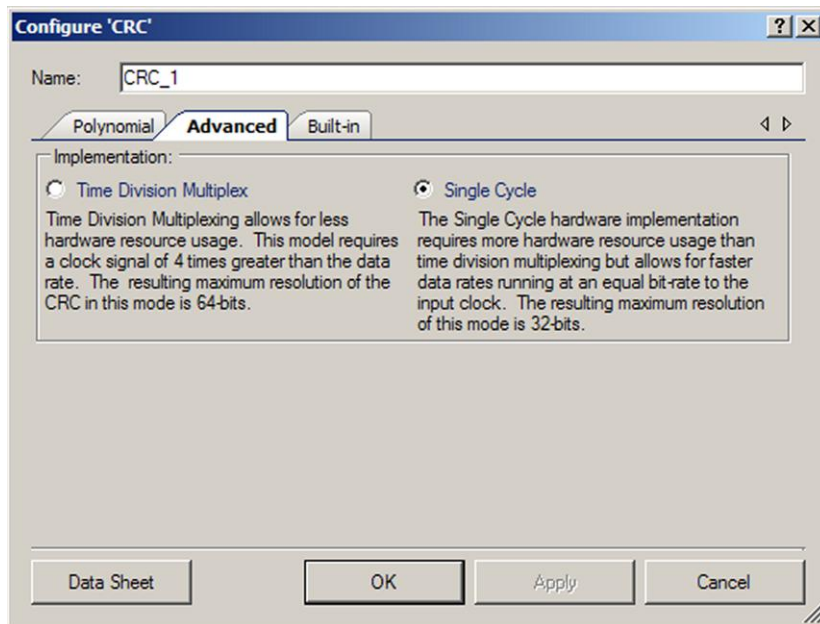 Configure 'CRC'
Name: CRC_1
Polynomial Advanced Built-in
Implementation:
Time Division Multiplex
Time Division Multiplexing allows for less
hardware resource usage. This model requires
a clock signal of 4 times greater than the data
rate. The resulting maximum resolution of the
CRC in this mode is 64-bits.
Single Cycle
The Single Cycle hardware implementation
requires more hardware resource usage than
time division multiplexing but allows for faster
data rates running at an equal bit-rate to the
input clock. The resulting maximum resolution
of this mode is 32-bits.
Data Sheet OK Apply Cancel